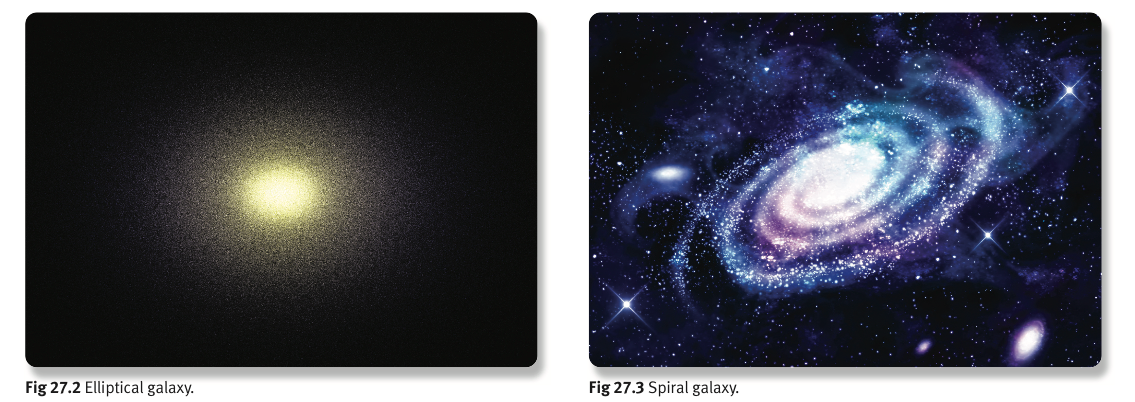 Fig 27.2 Elliptical galaxy.
Fig 27.3 Spiral galaxy.